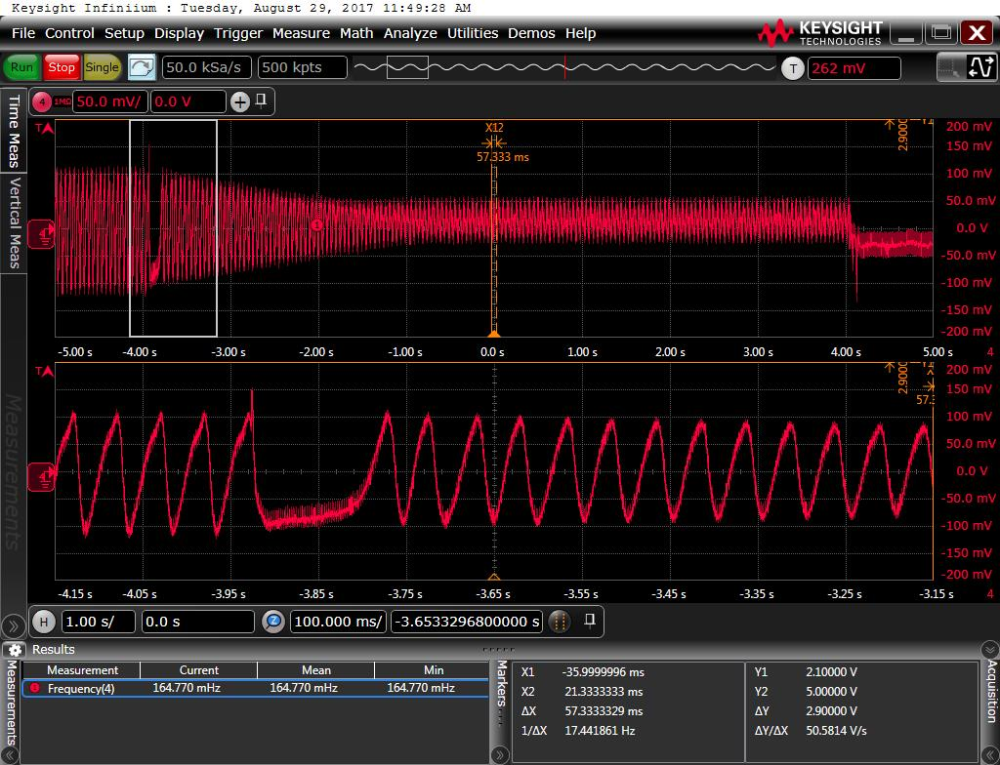 Keysight Infiniium : Tuesday, August 29, 2017 11:49:28 AM
File Control Setup Display Trigger Measure Math Analyze Utilities Demos Help
KEYSIGHT
TECHNOLOGIES
Run Stop Single 50.0 kSa/s 500 kpts T 262 mV
4 1MΩ 50.0 mV/ 0.0 V +
Time Meas
Vertical Meas
Measurements
T
X12
57.333 ms
2.9000
Y1
200 mV
150 mV
100 mV
50.0 mV
0.0 V
-50.0 mV
-100 mV
-150 mV
-200 mV
-5.00 s -4.00 s -3.00 s -2.00 s -1.00 s 0.0 s 1.00 s 2.00 s 3.00 s 4.00 s 5.00 s 4
T
2.9000
57.3
200 mV
150 mV
100 mV
50.0 mV
0.0 V
-50.0 mV
-100 mV
-150 mV
-200 mV
-4.15 s -4.05 s -3.95 s -3.85 s -3.75 s -3.65 s -3.55 s -3.45 s -3.35 s -3.25 s -3.15 s 4
H 1.00 s/ 0.0 s Z 100.000 ms/ -3.6533296800000 s
Results
Measurements
Measurement Current Mean Min
Frequency(4) 164.770 mHz 164.770 mHz 164.770 mHz
Markers
X1 -35.9999996 ms
X2 21.3333333 ms
ΔX 57.3333329 ms
1/ΔX 17.441861 Hz
Y1 2.10000 V
Y2 5.00000 V
ΔY 2.90000 V
ΔY/ΔX 50.5814 V/s
Acquisition